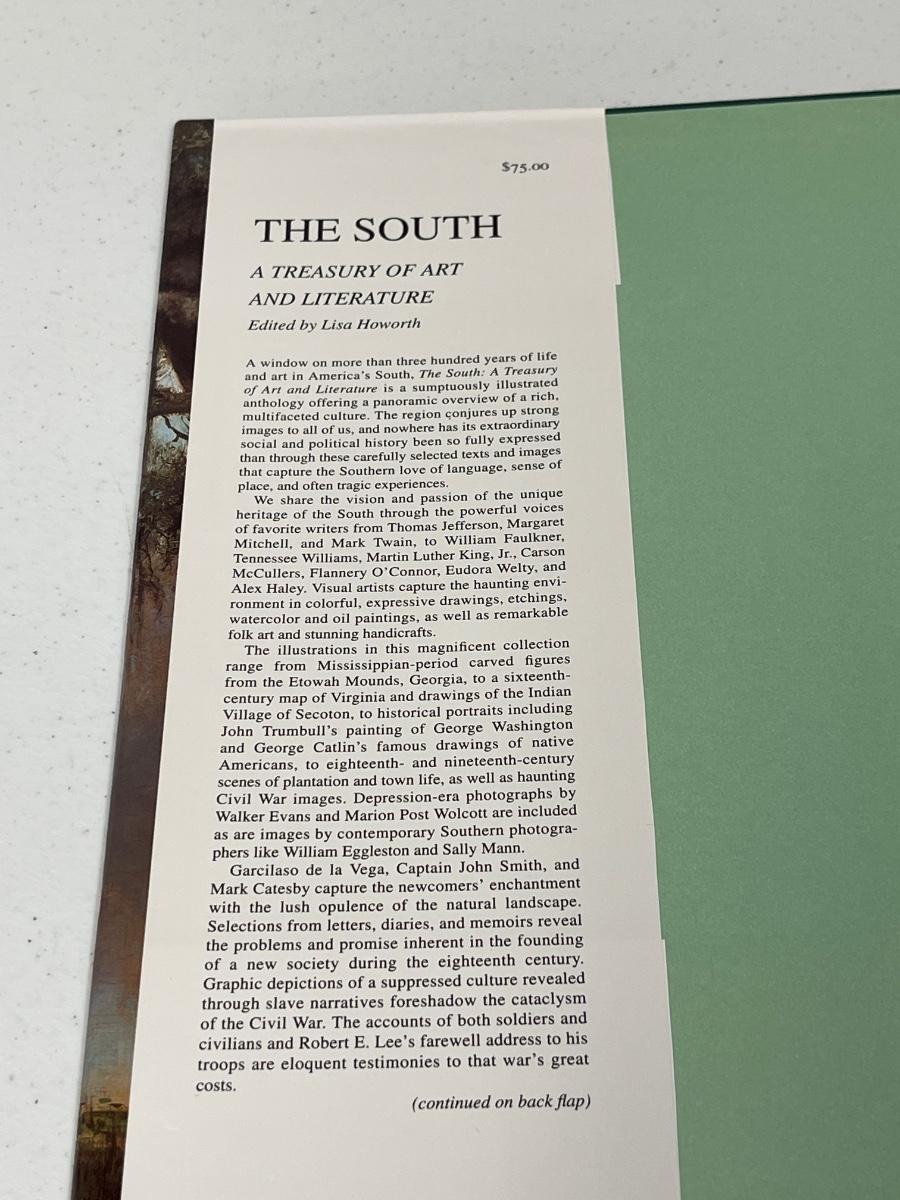 $75.00
THE SOUTH
A TREASURY OF ART
AND LITERATURE
Edited by Lisa Howorth
A window on more than three hundred years of life
and art in America's South, The South: A Treasury
of Art and Literature is a sumptuously illustrated
anthology offering a panoramic overview of a rich,
multifaceted culture. The region conjures up strong
images to all of us, and nowhere has its extraordinary
social and political history been so fully expressed
than through these carefully selected texts and images
that capture the Southern love of language, sense of
place, and often tragic experiences.
We share the vision and passion of the unique
heritage of the South through the powerful voices
of favorite writers from Thomas Jefferson, Margaret
Mitchell, and Mark Twain, to William Faulkner,
Tennessee Williams, Martin Luther King, Jr., Carson
McCullers, Flannery O'Connor, Eudora Welty, and
Alex Haley. Visual artists capture the haunting envi-
ronment in colorful, expressive drawings, etchings,
watercolor and oil paintings, as well as remarkable
folk art and stunning handicrafts.
The illustrations in this magnificent collection
range from Mississippian-period carved figures
from the Etowah Mounds, Georgia, to a sixteenth-
century map of Virginia and drawings of the Indian
Village of Secoton, to historical portraits including
John Trumbull's painting of George Washington
and George Catlin's famous drawings of native
Americans, to eighteenth- and nineteenth-century
scenes of plantation and town life, as well as haunting
Civil War images. Depression-era photographs by
Walker Evans and Marion Post Wolcott are included
as are images by contemporary Southern photogra-
phers like William Eggleston and Sally Mann.
Garcilaso de la Vega, Captain John Smith, and
Mark Catesby capture the newcomers' enchantment
with the lush opulence of the natural landscape.
Selections from letters, diaries, and memoirs reveal
the problems and promise inherent in the founding
of a new society during the eighteenth century.
Graphic depictions of a suppressed culture revealed
through slave narratives foreshadow the cataclysm
of the Civil War. The accounts of both soldiers and
civilians and Robert E. Lee's farewell address to his
troops are eloquent testimonies to that war's great
costs.
(continued on back flap)